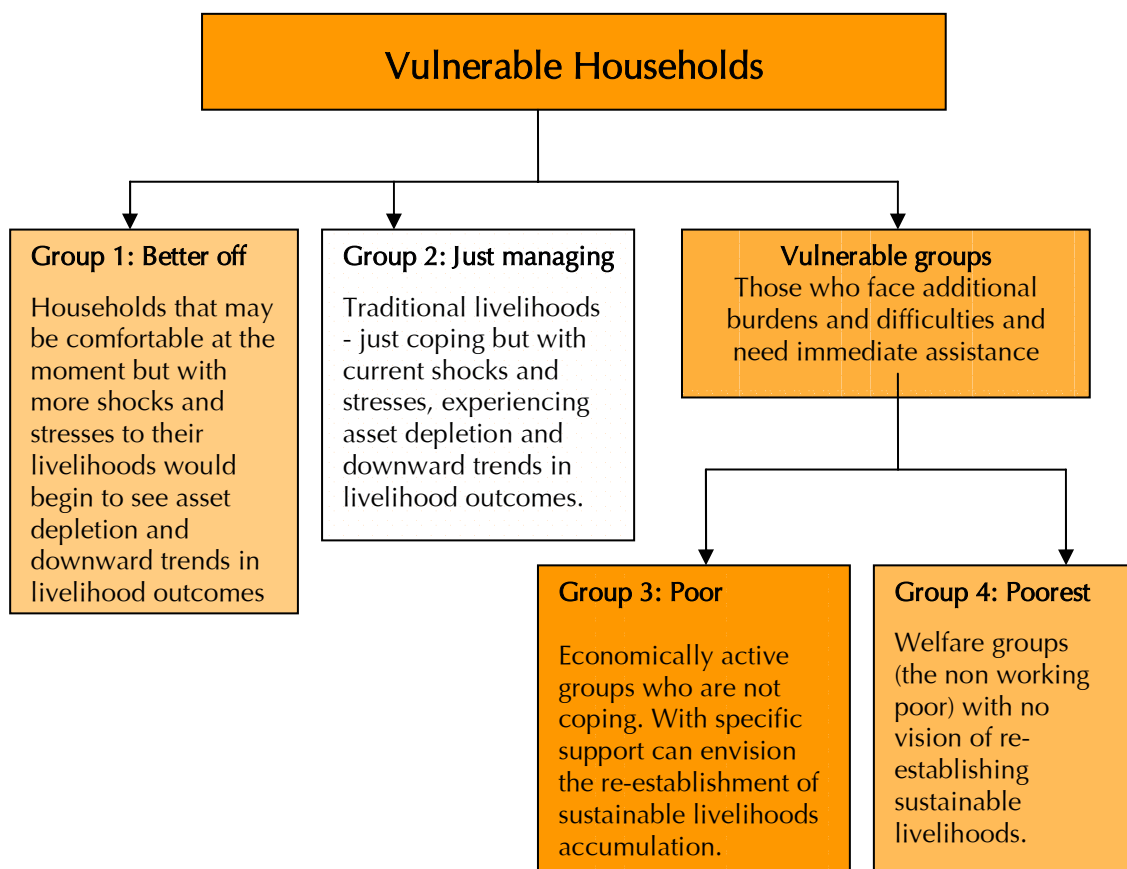 Vulnerable Households
Group 1: Better off
Households that may
be comfortable at the
moment but with
more shocks and
stresses to their
livelihoods would
begin to see asset
depletion and
downward trends in
livelihood outcomes
Group 2: Just managing
Traditional livelihoods
- just coping but with
current shocks and
stresses, experiencing
asset depletion and
downward trends in
livelihood outcomes.
Vulnerable groups
Those who face additional
burdens and difficulties and
need immediate assistance
Group 3: Poor
Economically active
groups who are not
coping. With specific
support can envision
the re-establishment of
sustainable livelihoods
accumulation.
Group 4: Poorest
Welfare groups
(the non working
poor) with no
vision of re-
establishing
sustainable
livelihoods.